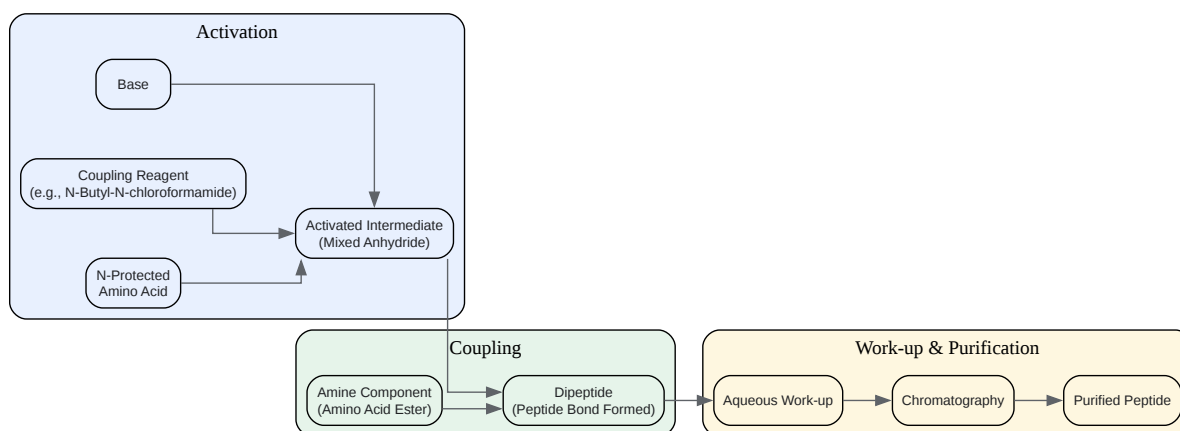 Activation
Base
Coupling Reagent
(e.g., N-Butyl-N-chloroformamide)
Activated Intermediate
(Mixed Anhydride)
N-Protected
Amino Acid
Coupling
Amine Component
(Amino Acid Ester)
Dipeptide
(Peptide Bond Formed)
Work-up & Purification
Aqueous Work-up
Chromatography
Purified Peptide